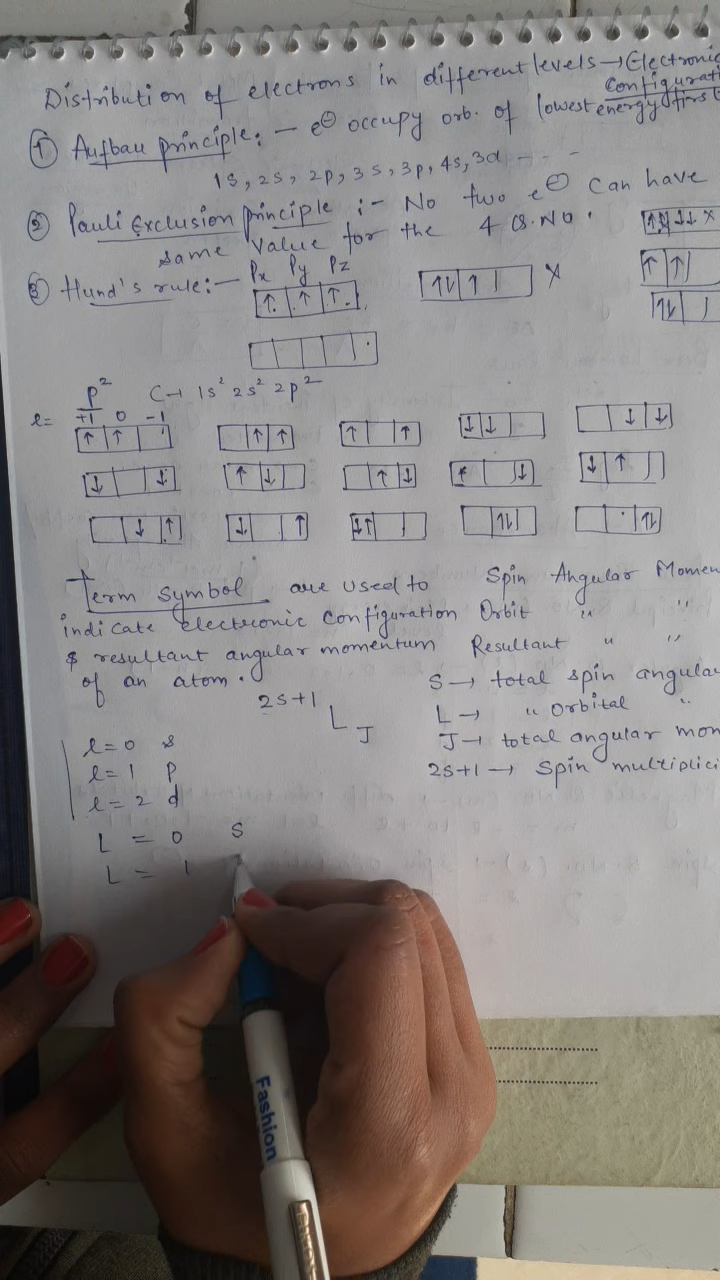 Distribution of electrons in different levels → Electronic
Configurati
① Aufbau principle:- e⊖ occupy orb. of lowest energy first
1s, 2s, 2p, 3s, 3p, 4s, 3d - - -
② Pauli Exclusion principle :- No two e⊖ can have
same value for the 4 Q.No.
↑↓↓ x
③ Hund's rule:- Px Py Pz
↑ ↑ ↑
↑↓ ↑ x
↑ ↑
↑↓
p² C→ 1s² 2s² 2p²
l= +1 0 -1
↑ ↑
↑ ↑
↑ ↑
↓ ↓
↓ ↓
↓ ↓
↑ ↓
↑ ↓
↑ ↓
↓ ↑
↓ ↑
↓ ↑
↓↑
↑↓
↑↓
Term symbol are used to
indicate electronic configuration
& resultant angular momentum
of an atom.
Spin Angular Momen
Orbit " "
Resultant " "
S → total spin angular
2S+1 L J
L → " Orbital "
J → total angular mom
2S+1 → Spin multiplici
l=0 s
l=1 p
l=2 d
L = 0 S
L = 1
Fashion